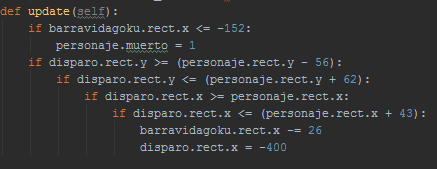 def update(self):
if barravidagoku.rect.x <= -152:
personaje.muerto = 1
if disparo.rect.y >= (personaje.rect.y - 56):
if disparo.rect.y <= (personaje.rect.y + 62):
if disparo.rect.x >= personaje.rect.x:
if disparo.rect.x <= (personaje.rect.x + 43):
barravidagoku.rect.x -= 26
disparo.rect.x = -400